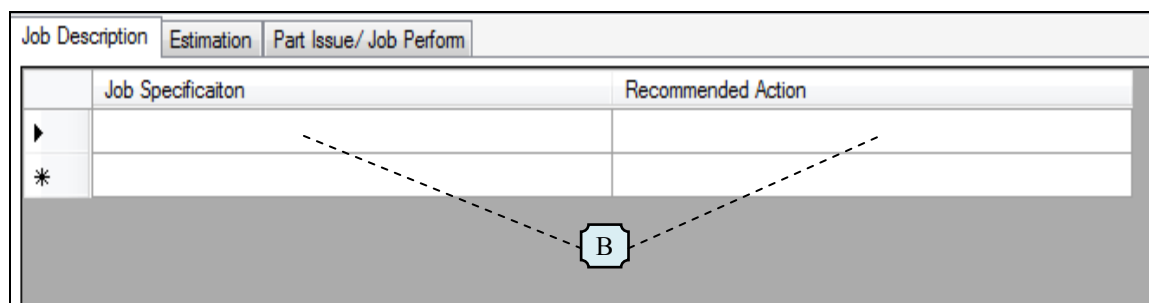 Job Description Estimation Part Issue/ Job Perform
Job Specificaiton Recommended Action
B